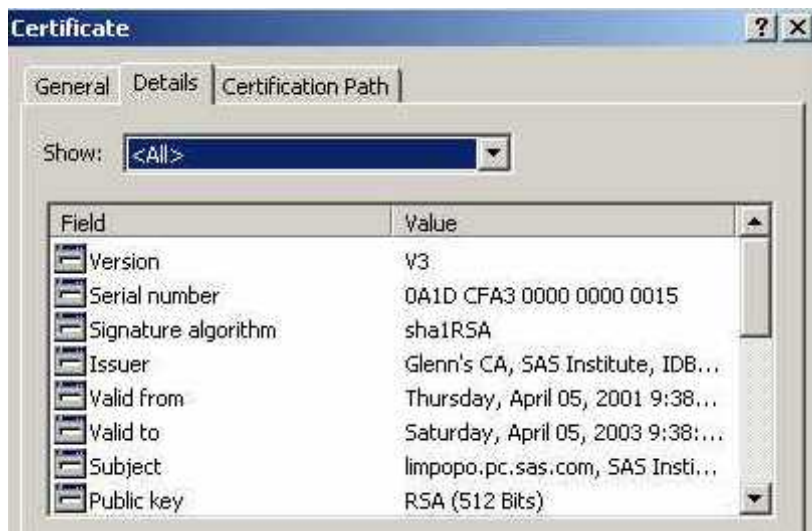 Certificate
General Details Certification Path
Show: <All>
Field Value
Version V3
Serial number 0A1D CFA3 0000 0000 0015
Signature algorithm sha1RSA
Issuer Glenn's CA, SAS Institute, IDB...
Valid from Thursday, April 05, 2001 9:38...
Valid to Saturday, April 05, 2003 9:38:...
Subject limpopo.pc.sas.com, SAS Insti...
Public key RSA (512 Bits)